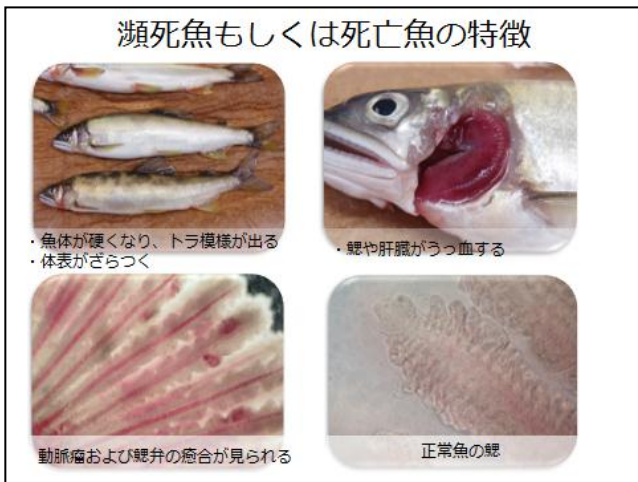 瀕死魚もしくは死亡魚の特徴
・魚体が硬くなり、トラ模様が出る
・体表がざらつく
・鰓や肝臓がうっ血する
動脈瘤および鰓弁の癒合が見られる
正常魚の鰓